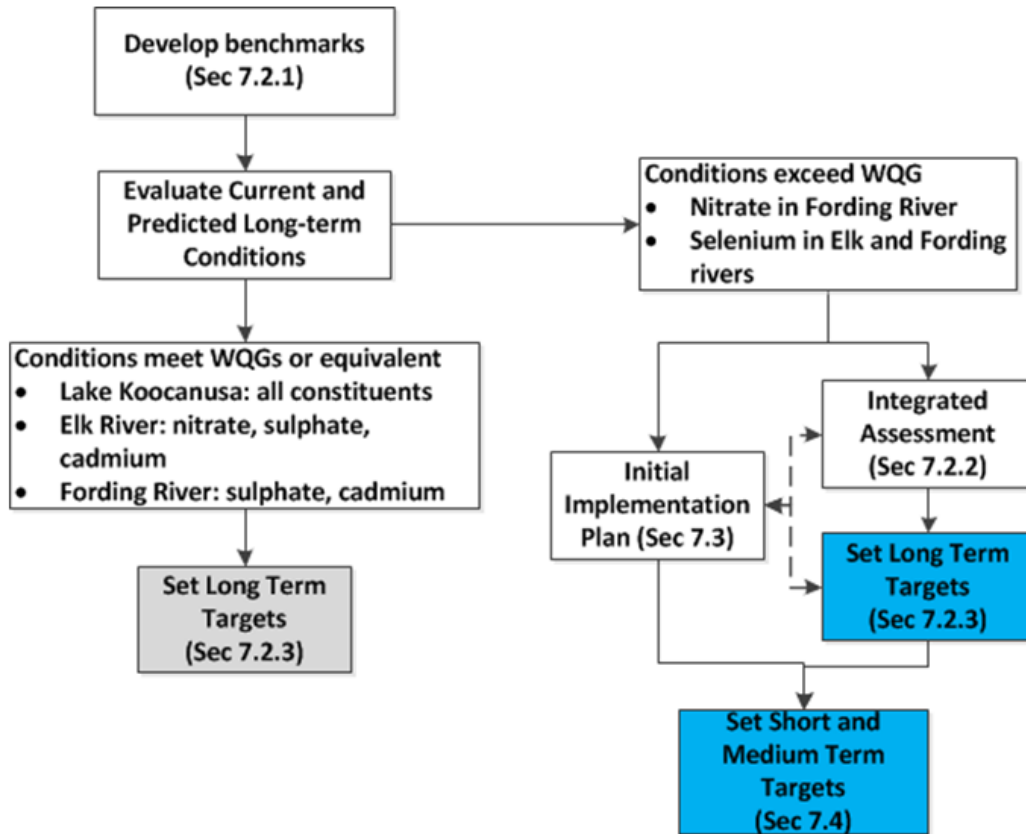 Develop benchmarks
(Sec 7.2.1)
Evaluate Current and
Predicted Long-term
Conditions
Conditions exceed WQG
• Nitrate in Fording River
• Selenium in Elk and Fording
rivers
Conditions meet WQGs or equivalent
• Lake Koocanusa: all constituents
• Elk River: nitrate, sulphate,
cadmium
• Fording River: sulphate, cadmium
Set Long Term
Targets
(Sec 7.2.3)
Initial
Implementation
Plan (Sec 7.3)
Integrated
Assessment
(Sec 7.2.2)
Set Long Term
Targets
(Sec 7.2.3)
Set Short and
Medium Term
Targets
(Sec 7.4)